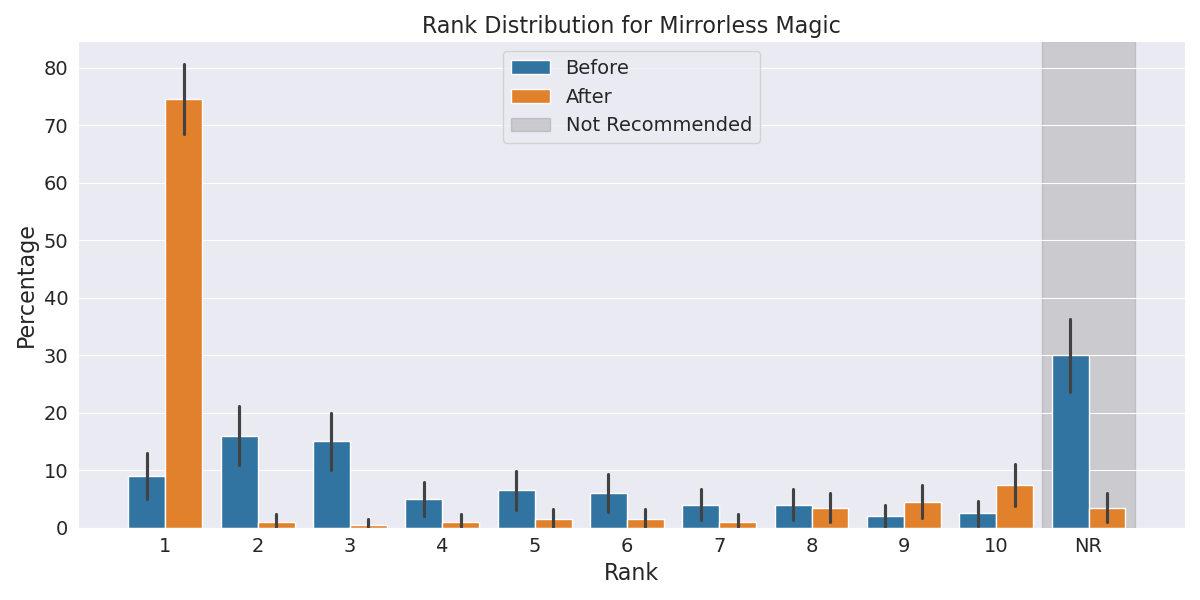 Rank Distribution for Mirrorless Magic
Before
After
Not Recommended
Percentage
80
70
60
50
40
30
20
10
0
1 2 3 4 5 6 7 8 9 10 NR
Rank